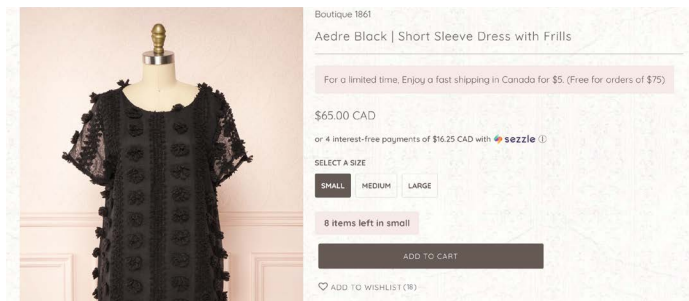 Boutique 1861
Aedre Black | Short Sleeve Dress with Frills
For a limited time, Enjoy a fast shipping in Canada for $5. (Free for orders of $75)
$65.00 CAD
or 4 interest-free payments of $16.25 CAD with sezzle ⓘ
SELECT A SIZE
SMALL MEDIUM LARGE
8 items left in small
ADD TO CART
ADD TO WISHLIST (18)